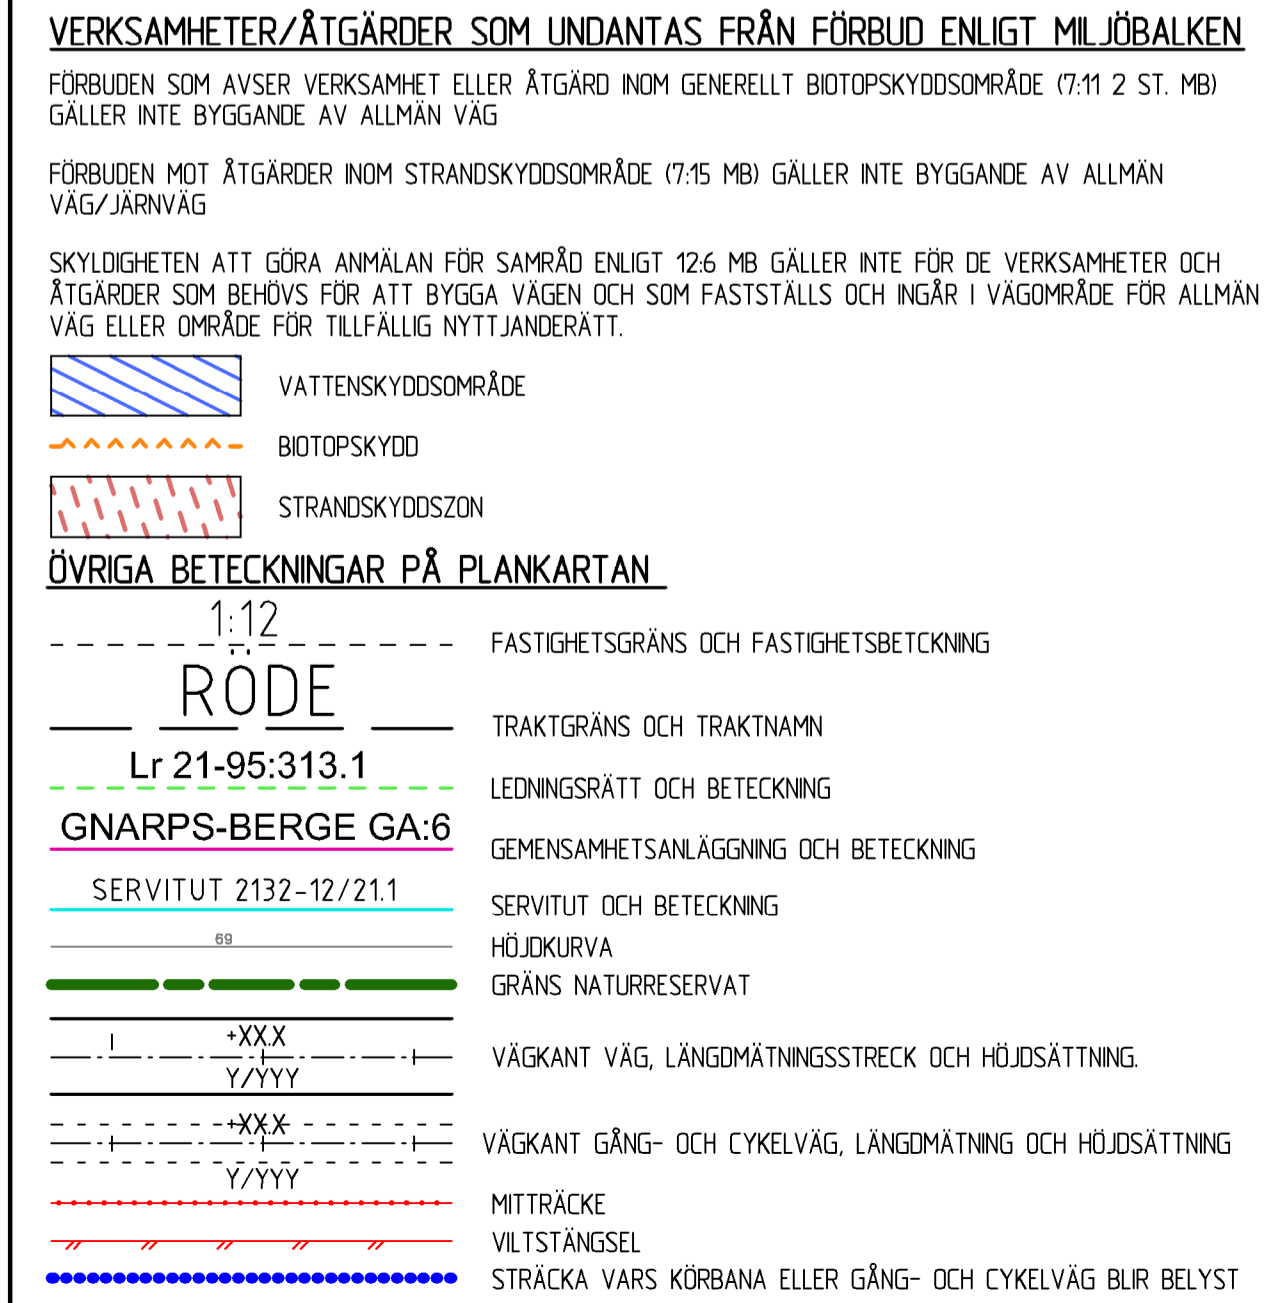 VERKSAMHETER/ÅTGÄRDER SOM UNDANTAS FRÅN FÖRBUD ENLIGT MILJÖBALKEN
FÖRBUDEN SOM AVSER VERKSAMHET ELLER ÅTGÄRD INOM GENERELLT BIOTOPSKYDDSOMRÅDE (7:11 2 ST. MB)
GÄLLER INTE BYGGANDE AV ALLMÄN VÄG
FÖRBUDEN MOT ÅTGÄRDER INOM STRANDSKYDDSOMRÅDE (7:15 MB) GÄLLER INTE BYGGANDE AV ALLMÄN
VÄG/JÄRNVÄG
SKYLDIGHETEN ATT GÖRA ANMÄLAN FÖR SAMRÅD ENLIGT 12:6 MB GÄLLER INTE FÖR DE VERKSAMHETER OCH
ÅTGÄRDER SOM BEHÖVS FÖR ATT BYGGA VÄGEN OCH SOM FASTSTÄLLS OCH INGÅR I VÄGOMRÅDE FÖR ALLMÄN
VÄG ELLER OMRÅDE FÖR TILLFÄLLIG NYTTJANDERÄTT.
VATTENSKYDDSOMRÅDE
BIOTOPSKYDD
STRANDSKYDDSZON
ÖVRIGA BETECKNINGAR PÅ PLANKARTAN
1:12
FASTIGHETSGRÄNS OCH FASTIGHETSBETCKNING
RÖDE
TRAKTGRÄNS OCH TRAKTNAMN
Lr 21-95:313.1
LEDNINGSRÄTT OCH BETECKNING
GNARPS-BERGE GA:6
GEMENSAMHETSANLÄGGNING OCH BETECKNING
SERVITUT 2132-12/21.1
SERVITUT OCH BETECKNING
69
HÖJDKURVA
GRÄNS NATURRESERVAT
+XX.X
VÄGKANT VÄG, LÄNGDMÄTNINGSSTRECK OCH HÖJDSÄTTNING.
Y/YYY
+XX.X
VÄGKANT GÅNG- OCH CYKELVÄG, LÄNGDMÄTNING OCH HÖJDSÄTTNING
Y/YYY
MITTRÄCKE
VILTSTÄNGSEL
STRÄCKA VARS KÖRBANA ELLER GÅNG- OCH CYKELVÄG BLIR BELYST